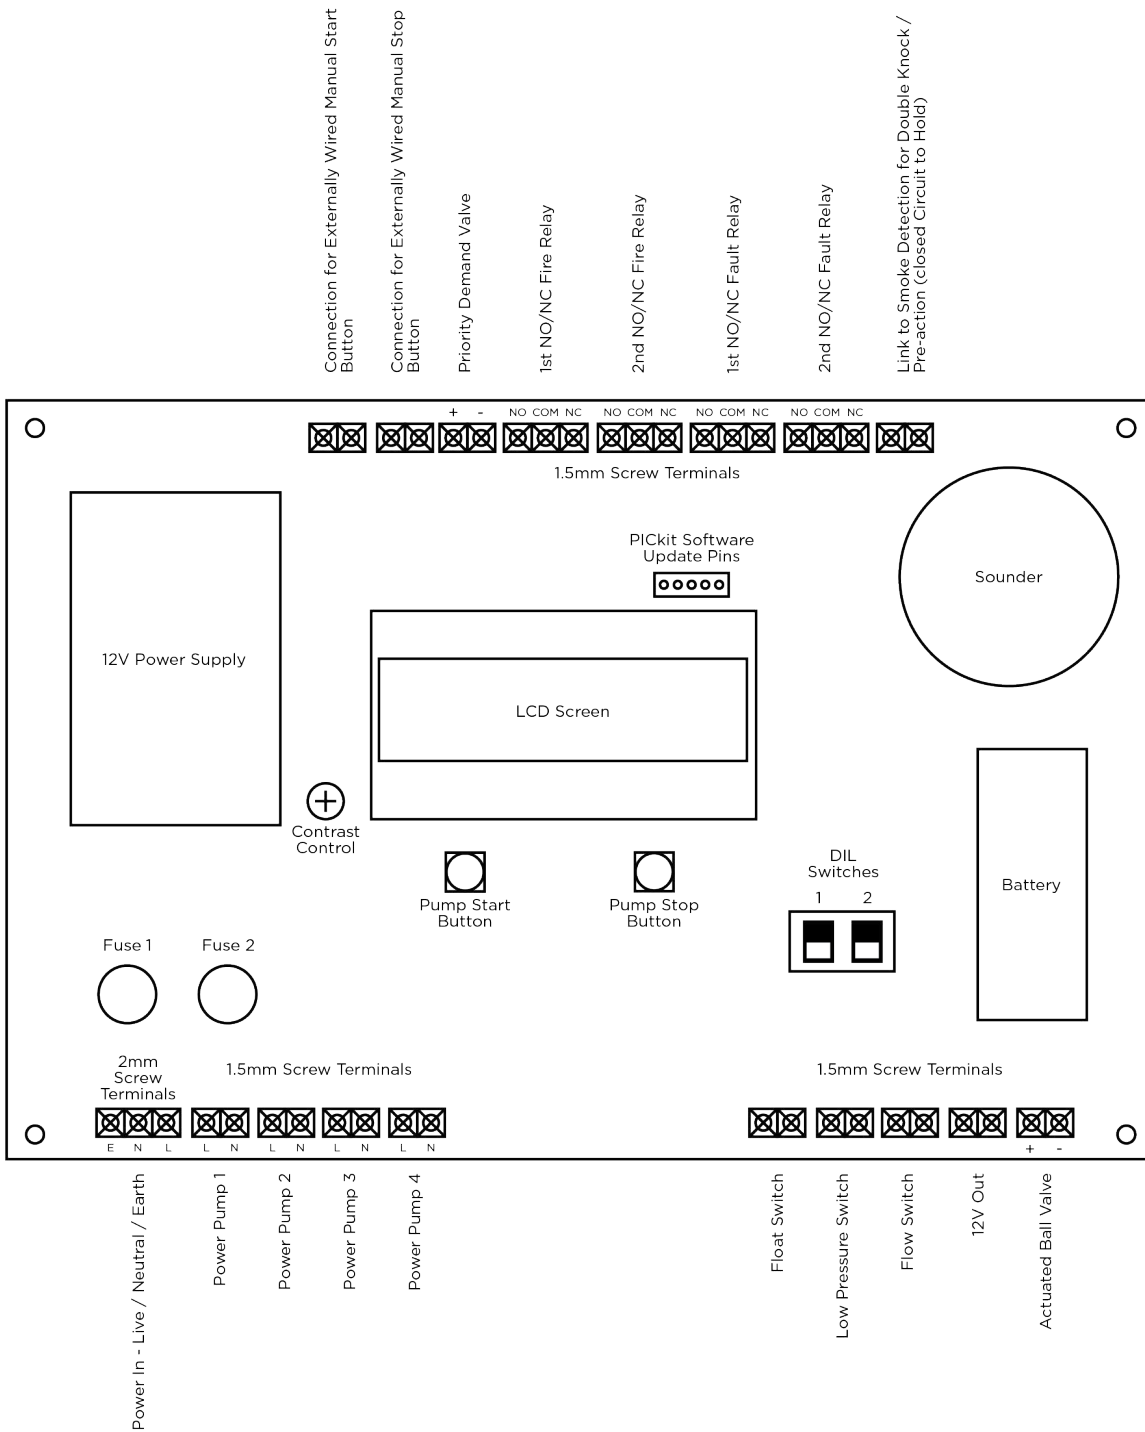 Connection for Externally Wired Manual Start
Button
Connection for Externally Wired Manual Stop
Button
Priority Demand Valve
1st NO/NC Fire Relay
2nd NO/NC Fire Relay
1st NO/NC Fault Relay
2nd NO/NC Fault Relay
Link to Smoke Detection for Double Knock /
Pre-action (closed Circuit to Hold)
+ -
NO COM NC
NO COM NC
NO COM NC
NO COM NC
1.5mm Screw Terminals
PICkit Software
Update Pins
Sounder
12V Power Supply
LCD Screen
Contrast
Control
Pump Start
Button
Pump Stop
Button
DIL
Switches
1 2
Battery
Fuse 1
Fuse 2
2mm
Screw
Terminals
1.5mm Screw Terminals
1.5mm Screw Terminals
E N L
L N
L N
L N
L N
+ -
Power In - Live / Neutral / Earth
Power Pump 1
Power Pump 2
Power Pump 3
Power Pump 4
Float Switch
Low Pressure Switch
Flow Switch
12V Out
Actuated Ball Valve